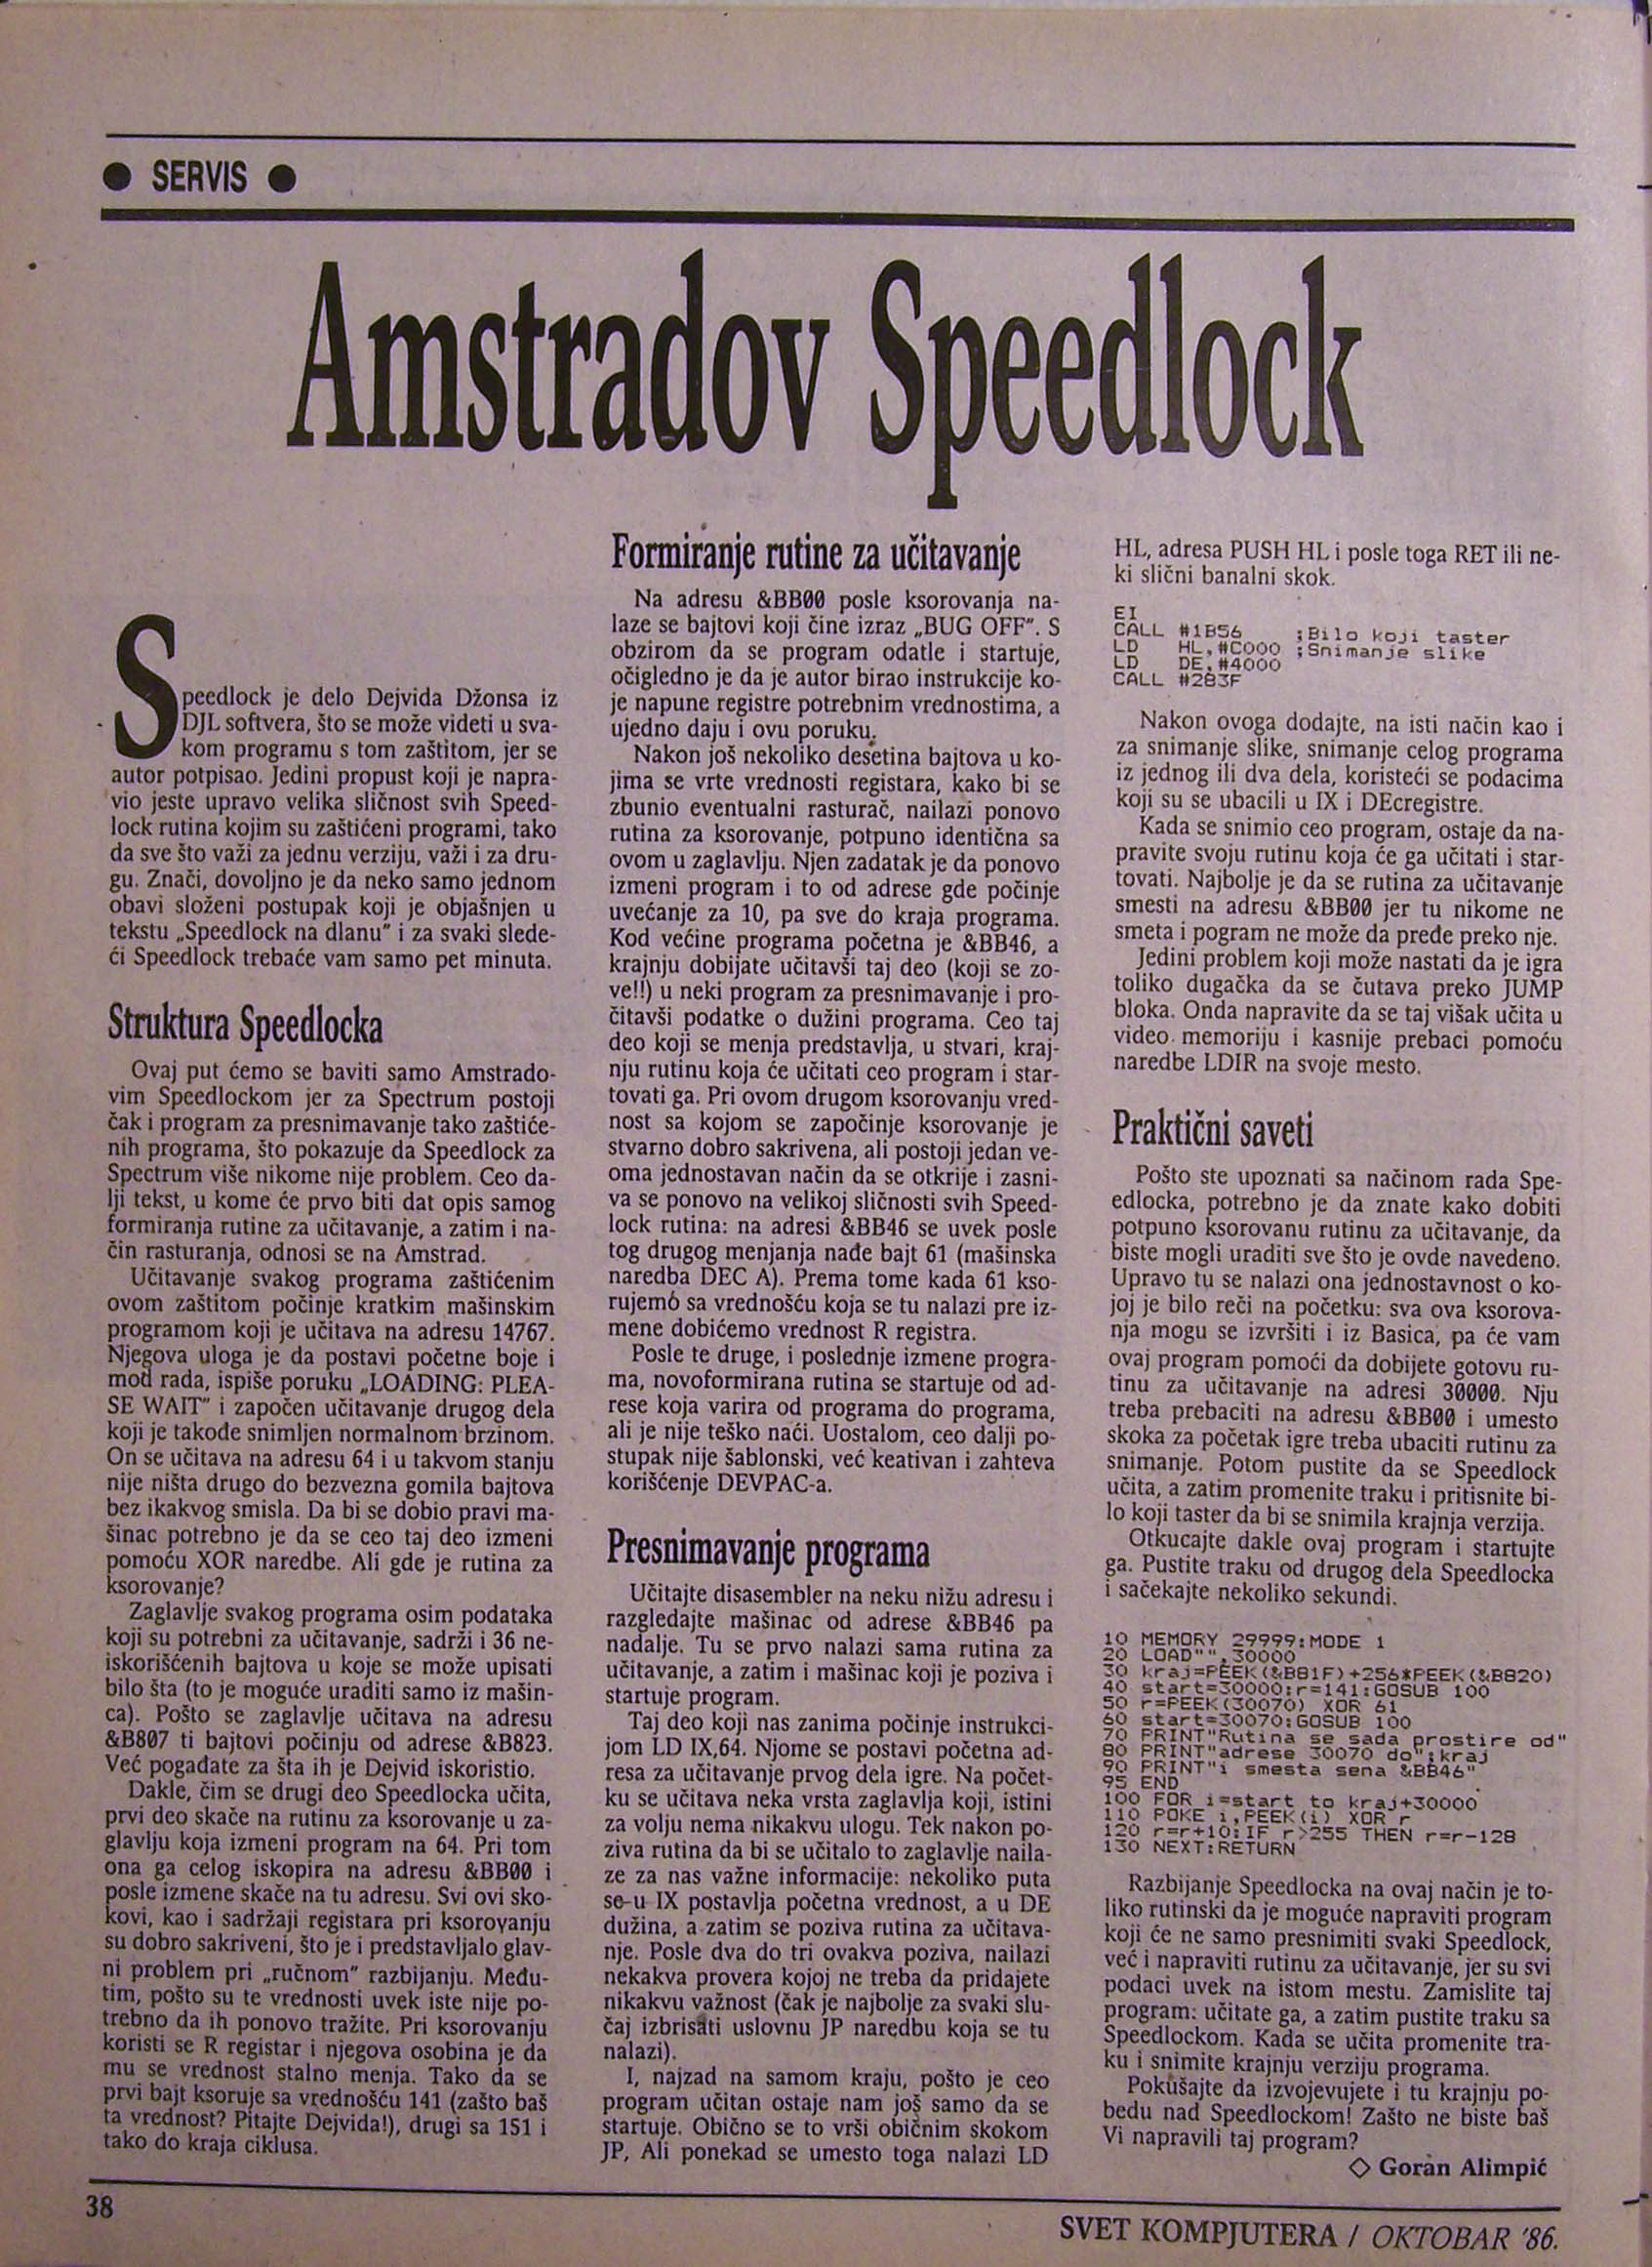 ● SERVIS ●
Amstradov Speedlock
Speedlock je delo Dejvida Džonsa iz
DJL softvera, što se može videti u sva-
kom programu s tom zaštitom, jer se
autor potpisao. Jedini propust koji je napra-
vio jeste upravo velika sličnost svih Speed-
lock rutina kojim su zaštićeni programi, tako
da sve što važi za jednu verziju, važi i za dru-
gu. Znači, dovoljno je da neko samo jednom
obavi složeni postupak koji je objašnjen u
tekstu „Speedlock na dlanu" i za svaki slede-
ći Speedlock trebaće vam samo pet minuta.
Struktura Speedlocka
Ovaj put ćemo se baviti samo Amstrado-
vim Speedlockom jer za Spectrum postoji
čak i program za presnimavanje tako zaštiće-
nih programa, što pokazuje da Speedlock za
Spectrum više nikome nije problem. Ceo da-
lji tekst, u kome će prvo biti dat opis samog
formiranja rutine za učitavanje, a zatim i na-
čin rasturanja, odnosi se na Amstrad.
Učitavanje svakog programa zaštićenim
ovom zaštitom počinje kratkim mašinskim
programom koji je učitava na adresu 14767.
Njegova uloga je da postavi početne boje i
mod rada, ispiše poruku „LOADING: PLEA-
SE WAIT" i započen učitavanje drugog dela
koji je takođe snimljen normalnom brzinom.
On se učitava na adresu 64 i u takvom stanju
nije ništa drugo do bezvezna gomila bajtova
bez ikakvog smisla. Da bi se dobio pravi ma-
šinac potrebno je da se ceo taj deo izmeni
pomoću XOR naredbe. Ali gde je rutina za
ksorovanje?
Zaglavlje svakog programa osim podataka
koji su potrebni za učitavanje, sadrži i 36 ne-
iskorišćenih bajtova u koje se može upisati
bilo šta (to je moguće uraditi samo iz mašin-
ca). Pošto se zaglavlje učitava na adresu
&B807 ti bajtovi počinju od adrese &B823.
Već pogađate za šta ih je Dejvid iskoristio.
Dakle, čim se drugi deo Speedlocka učita,
prvi deo skače na rutinu za ksorovanje u za-
glavlju koja izmeni program na 64. Pri tom
ona ga celog iskopira na adresu &BB00 i
posle izmene skače na tu adresu. Svi ovi sko-
kovi, kao i sadržaji registara pri ksorovanju
su dobro sakriveni, što je i predstavljalo glav-
ni problem pri „ručnom" razbijanju. Među-
tim, pošto su te vrednosti uvek iste nije po-
trebno da ih ponovo tražite. Pri ksorovanju
koristi se R registar i njegova osobina je da
mu se vrednost stalno menja. Tako da se
prvi bajt ksoruje sa vrednošću 141 (zašto baš
ta vrednost? Pitajte Dejvida!), drugi sa 151 i
tako do kraja ciklusa.
Formiranje rutine za učitavanje
Na adresu &BB00 posle ksorovanja na-
laze se bajtovi koji čine izraz „BUG OFF". S
obzirom da se program odatle i startuje,
očigledno je da je autor birao instrukcije ko-
je napune registre potrebnim vrednostima, a
ujedno daju i ovu poruku.
Nakon još nekoliko desetina bajtova u ko-
jima se vrte vrednosti registara, kako bi se
zbunio eventualni rasturač, nailazi ponovo
rutina za ksorovanje, potpuno identična sa
ovom u zaglavlju. Njen zadatak je da ponovo
izmeni program i to od adrese gde počinje
uvećanje za 10, pa sve do kraja programa.
Kod većine programa početna je &BB46, a
krajnju dobijate učitavši taj deo (koji se zo-
ve!!) u neki program za presnimavanje i pro-
čitavši podatke o dužini programa. Ceo taj
deo koji se menja predstavlja, u stvari, kraj-
nju rutinu koja će učitati ceo program i star-
tovati ga. Pri ovom drugom ksorovanju vred-
nost sa kojom se započinje ksorovanje je
stvarno dobro sakrivena, ali postoji jedan ve-
oma jednostavan način da se otkrije i zasni-
va se ponovo na velikoj sličnosti svih Speed-
lock rutina: na adresi &BB46 se uvek posle
tog drugog menjanja nađe bajt 61 (mašinska
naredba DEC A). Prema tome kada 61 kso-
rujemo sa vrednošću koja se tu nalazi pre iz-
mene dobićemo vrednost R registra.
Posle te druge, i poslednje izmene progra-
ma, novoformirana rutina se startuje od ad-
rese koja varira od programa do programa,
ali je nije teško naći. Uostalom, ceo dalji po-
stupak nije šablonski, već keativan i zahteva
korišćenje DEVPAC-a.
Presnimavanje programa
Učitajte disasembler na neku nižu adresu i
razgledajte mašinac od adrese &BB46 pa
nadalje. Tu se prvo nalazi sama rutina za
učitavanje, a zatim i mašinac koji je poziva i
startuje program.
Taj deo koji nas zanima počinje instrukci-
jom LD IX,64. Njome se postavi početna ad-
resa za učitavanje prvog dela igre. Na počet-
ku se učitava neka vrsta zaglavlja koji, istini
za volju nema nikakvu ulogu. Tek nakon po-
ziva rutina da bi se učitalo to zaglavlje naila-
ze za nas važne informacije: nekoliko puta
se u IX postavlja početna vrednost, a u DE
dužina, a zatim se poziva rutina za učitava-
nje. Posle dva do tri ovakva poziva, nailazi
nekakva provera kojoj ne treba da pridajete
nikakvu važnost (čak je najbolje za svaki slu-
čaj izbrisati uslovnu JP naredbu koja se tu
nalazi).
I, najzad na samom kraju, pošto je ceo
program učitan ostaje nam još samo da se
startuje. Obično se to vrši običnim skokom
JP, Ali ponekad se umesto toga nalazi LD
HL, adresa PUSH HL i posle toga RET ili ne-
ki slični banalni skok.
EI
CALL #1B56 ;Bilo koji taster
LD HL,#C000 ;Snimanje slike
LD DE,#4000
CALL #283F
Nakon ovoga dodajte, na isti način kao i
za snimanje slike, snimanje celog programa
iz jednog ili dva dela, koristeći se podacima
koji su se ubacili u IX i DEcregistre.
Kada se snimio ceo program, ostaje da na-
pravite svoju rutinu koja će ga učitati i star-
tovati. Najbolje je da se rutina za učitavanje
smesti na adresu &BB00 jer tu nikome ne
smeta i pogram ne može da pređe preko nje.
Jedini problem koji može nastati da je igra
toliko dugačka da se čutava preko JUMP
bloka. Onda napravite da se taj višak učita u
video memoriju i kasnije prebaci pomoću
naredbe LDIR na svoje mesto.
Praktični saveti
Pošto ste upoznati sa načinom rada Spe-
edlocka, potrebno je da znate kako dobiti
potpuno ksorovanu rutinu za učitavanje, da
biste mogli uraditi sve što je ovde navedeno.
Upravo tu se nalazi ona jednostavnost o ko-
joj je bilo reči na početku: sva ova ksorova-
nja mogu se izvršiti i iz Basica, pa će vam
ovaj program pomoći da dobijete gotovu ru-
tinu za učitavanje na adresi 30000. Nju
treba prebaciti na adresu &BB00 i umesto
skoka za početak igre treba ubaciti rutinu za
snimanje. Potom pustite da se Speedlock
učita, a zatim promenite traku i pritisnite bi-
lo koji taster da bi se snimila krajnja verzija.
Otkucajte dakle ovaj program i startujte
ga. Pustite traku od drugog dela Speedlocka
i sačekajte nekoliko sekundi.
10 MEMORY 29999:MODE 1
20 LOAD"",30000
30 kraj=PEEK(&B81F)+256*PEEK(&B820)
40 start=30000:r=141:GOSUB 100
50 r=PEEK(30070) XOR 61
60 start=30070:GOSUB 100
70 PRINT"Rutina se sada prostire od"
80 PRINT"adrese 30070 do";kraj
90 PRINT"i smesta sena &BB46"
95 END
100 FOR i=start to kraj+30000
110 POKE i,PEEK(i) XOR r
120 r=r+10:IF r>255 THEN r=r-128
130 NEXT:RETURN
Razbijanje Speedlocka na ovaj način je to-
liko rutinski da je moguće napraviti program
koji će ne samo presnimiti svaki Speedlock,
već i napraviti rutinu za učitavanje, jer su svi
podaci uvek na istom mestu. Zamislite taj
program: učitate ga, a zatim pustite traku sa
Speedlockom. Kada se učita promenite tra-
ku i snimite krajnju verziju programa.
Pokušajte da izvojevujete i tu krajnju po-
bedu nad Speedlockom! Zašto ne biste baš
Vi napravili taj program?
◇ Goran Alimpić
38
SVET KOMPJUTERA / OKTOBAR '86.